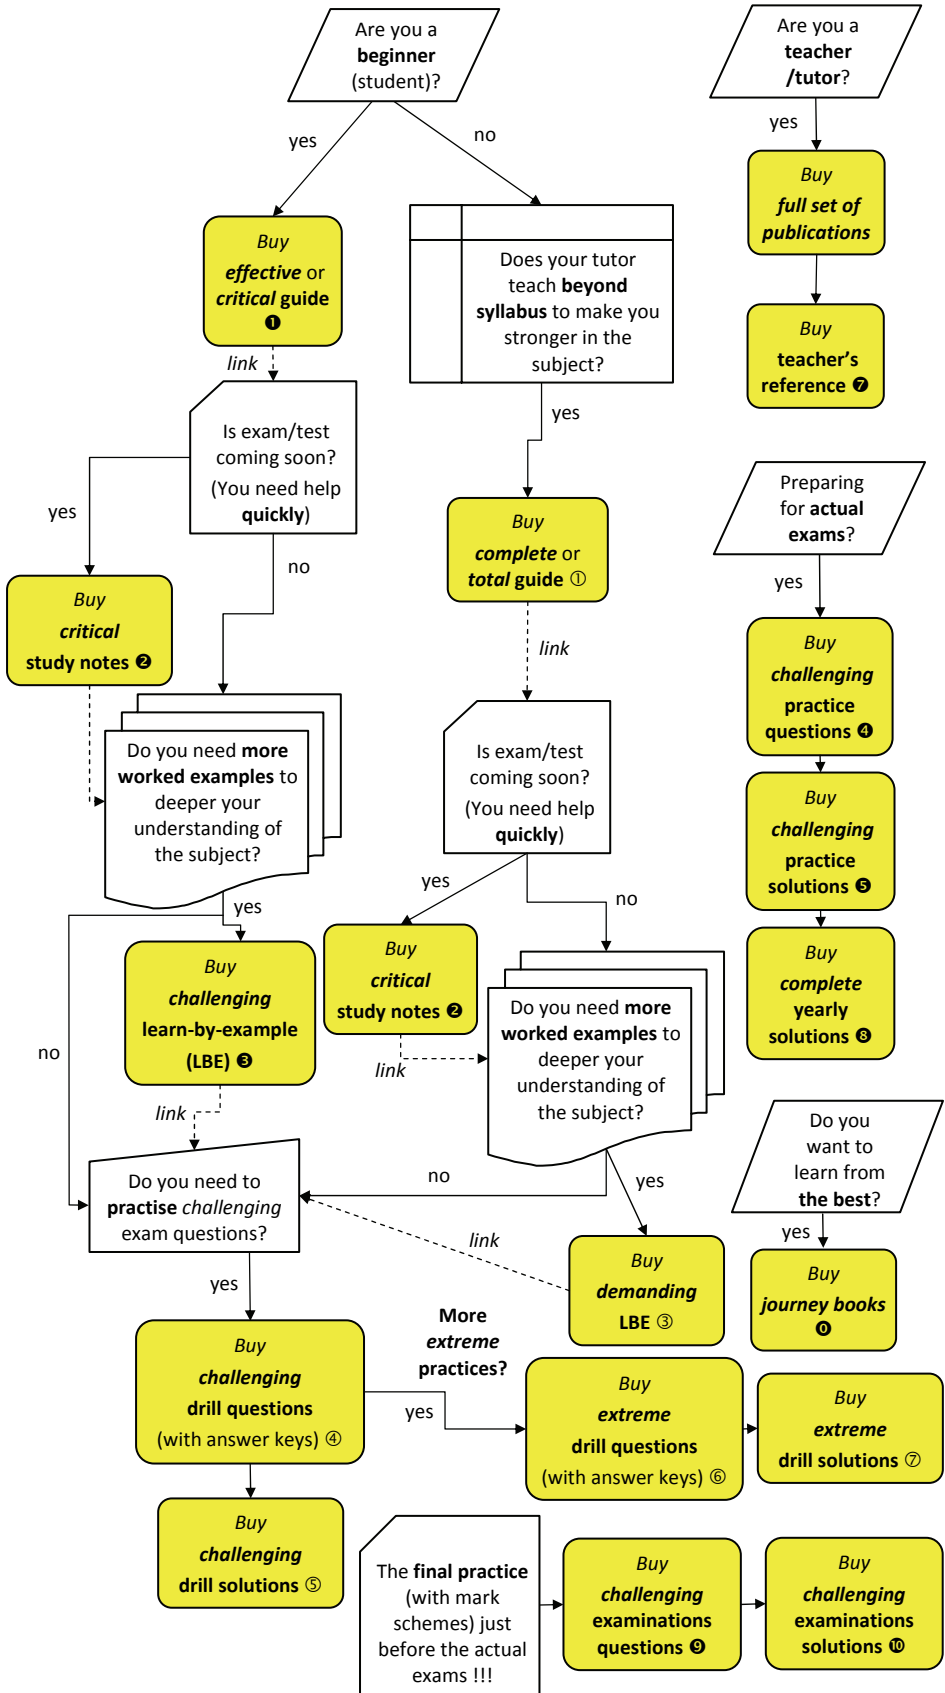 Are you a
beginner
(student)?
yes
no
Buy
effective or
critical guide
❶
link
Does your tutor
teach beyond
syllabus to make you
stronger in the
subject?
yes
Is exam/test
coming soon?
(You need help
quickly)
yes
no
Buy
critical
study notes ❷
Buy
complete or
total guide ①
link
Do you need more
worked examples to
deeper your
understanding of
the subject?
yes
no
Is exam/test
coming soon?
(You need help
quickly)
yes
no
Buy
challenging
learn-by-example
(LBE) ❸
link
Buy
critical
study notes ❷
link
Do you need more
worked examples to
deeper your
understanding of
the subject?
no
yes
Do you need to
practise challenging
exam questions?
yes
link
Buy
demanding
LBE ③
Buy
challenging
drill questions
(with answer keys) ④
More
extreme
practices?
yes
Buy
extreme
drill questions
(with answer keys) ⑥
Buy
extreme
drill solutions ⑦
Buy
challenging
drill solutions ⑤
The final practice
(with mark
schemes) just
before the actual
exams !!!
Buy
challenging
examinations
questions ❾
Buy
challenging
examinations
solutions ❿
Are you a
teacher
/tutor?
yes
Buy
full set of
publications
Buy
teacher's
reference ❼
Preparing
for actual
exams?
yes
Buy
challenging
practice
questions ❹
Buy
challenging
practice
solutions ❺
Buy
complete
yearly
solutions ❽
Do you
want to
learn from
the best?
yes
Buy
journey books
⓿